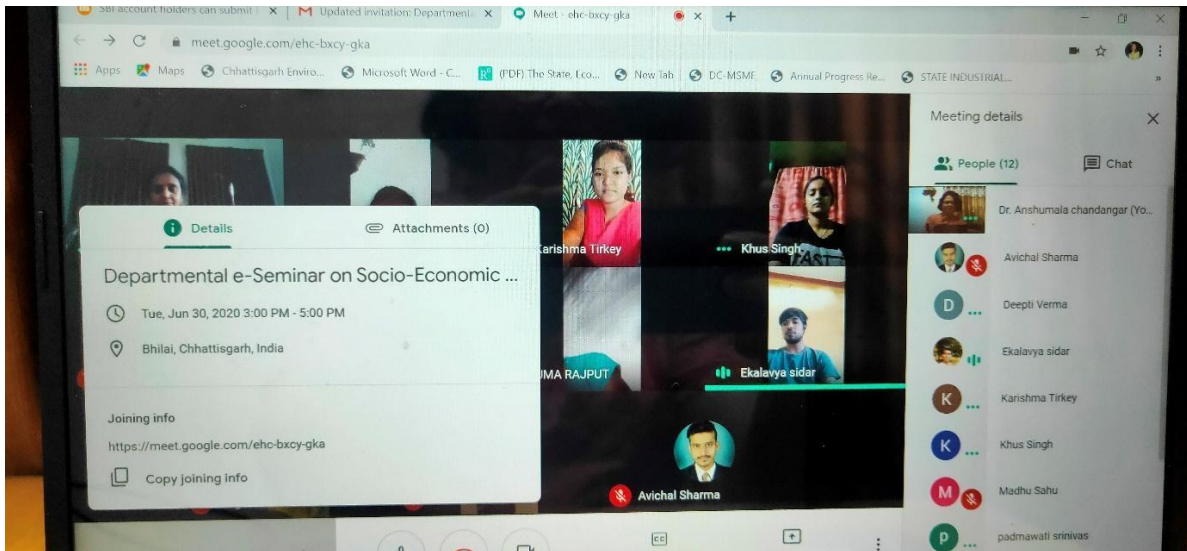 SBI account holders can submit
Updated invitation: Departmenta
Meet - ehc-bxcy-gka
meet.google.com/ehc-bxcy-gka
Apps
Maps
Chhattisgarh Enviro...
Microsoft Word - C...
(PDF) The State, Eco...
New Tab
DC-MSME
Annual Progress Re...
STATE INDUSTRIAL...
Meeting details
People (12)
Chat
Details
Attachments (0)
Departmental e-Seminar on Socio-Economic ...
Tue, Jun 30, 2020 3:00 PM - 5:00 PM
Bhilai, Chhattisgarh, India
Joining info
https://meet.google.com/ehc-bxcy-gka
Copy joining info
Karishma Tirkey
Khus Singh
UMA RAJPUT
Ekalavya sidar
Avichal Sharma
Dr. Anshumala chandangar (Yo...
Avichal Sharma
D
Deepti Verma
Ekalavya sidar
K
Karishma Tirkey
K
Khus Singh
M
Madhu Sahu
P
padmawati srinivas
CC